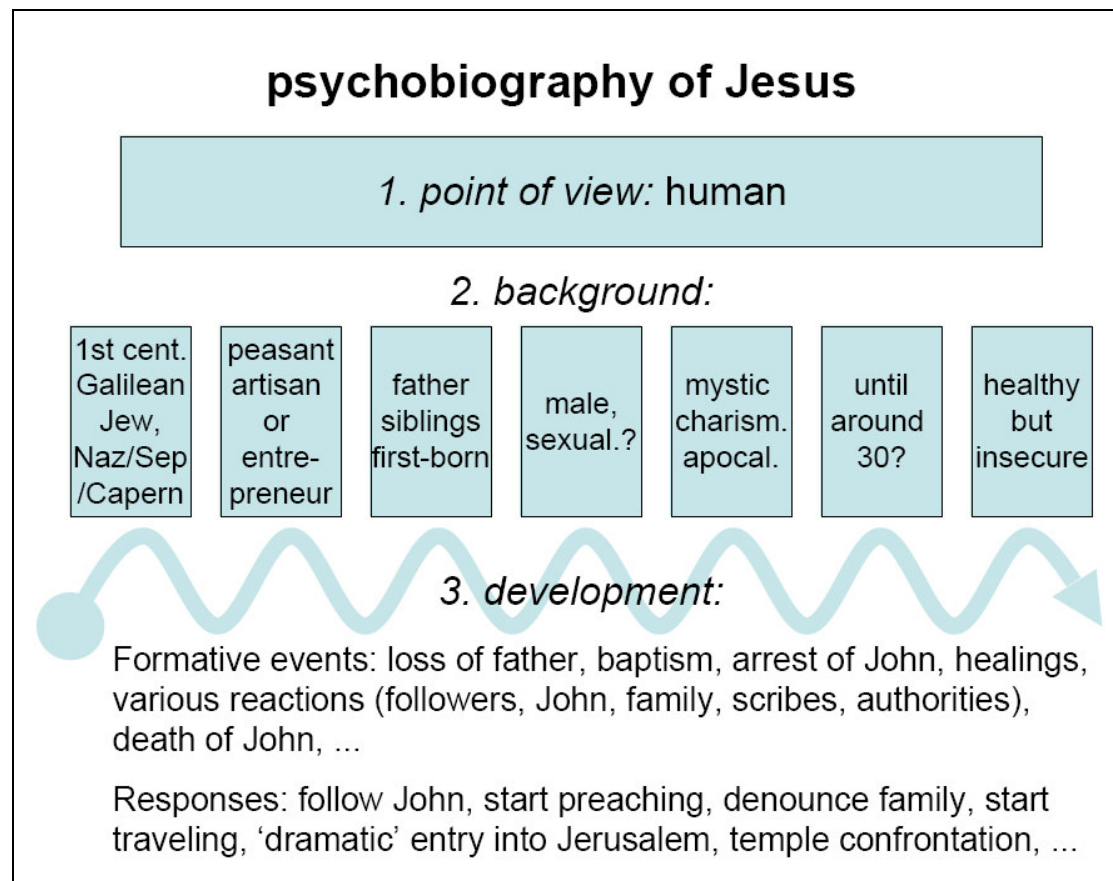 psychobiography of Jesus
1. point of view: human
2. background:
1st cent.
Galilean
Jew,
Naz/Sep
/Capern
peasant
artisan
or
entre-
preneur
father
siblings
first-born
male,
sexual.?
mystic
charism.
apocal.
until
around
30?
healthy
but
insecure
3. development:
Formative events: loss of father, baptism, arrest of John, healings,
various reactions (followers, John, family, scribes, authorities),
death of John, ...
Responses: follow John, start preaching, denounce family, start
traveling, ‘dramatic’ entry into Jerusalem, temple confrontation, ...